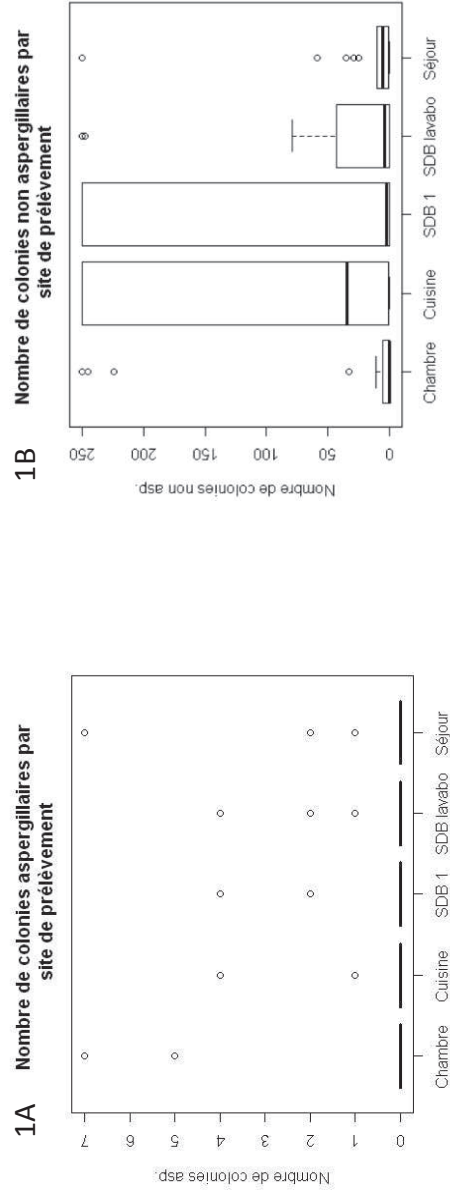 1A
Nombre de colonies aspergillaires par
site de prélèvement
Nombre de colonies asp.
7
6
5
4
3
2
1
0
Chambre
Cuisine
SDB 1
SDB lavabo
Séjour
1B
Nombre de colonies non aspergillaires par
site de prélèvement
Nombre de colonies non asp.
250
200
150
100
50
0
Chambre
Cuisine
SDB 1
SDB lavabo
Séjour